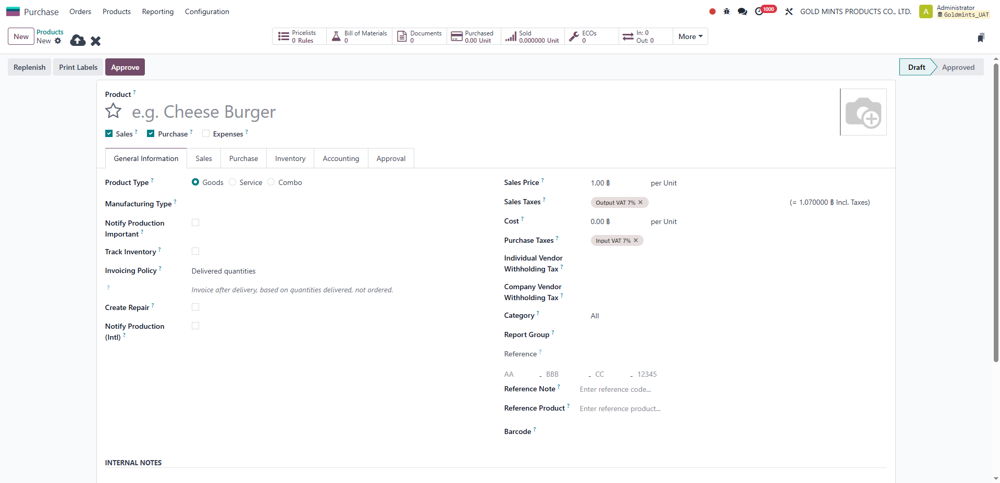 Purchase Orders Products Reporting Configuration 1000 GOLD MINTS PRODUCTS CO., LTD. A Administrator
Goldmints_UAT
New Products
New
Pricelists
0 Rules
Bill of Materials
0
Documents
0
Purchased
0.00 Unit
Sold
0.000000 Unit
ECOs
0
In: 0
Out: 0
More
Replenish Print Labels Approve Draft Approved
Product ?
e.g. Cheese Burger
Sales ? Purchase ? Expenses ?
General Information Sales Purchase Inventory Accounting Approval
Product Type ? Goods Service Combo
Manufacturing Type ?
Notify Production
Important ?
Track Inventory ?
Invoicing Policy ? Delivered quantities
? Invoice after delivery, based on quantities delivered, not ordered.
Create Repair ?
Notify Production
(Intl) ?
Sales Price ? 1.00 ฿ per Unit
Sales Taxes ? Output VAT 7% (= 1.070000 ฿ Incl. Taxes)
Cost ? 0.00 ฿ per Unit
Purchase Taxes ? Input VAT 7%
Individual Vendor
Withholding Tax ?
Company Vendor
Withholding Tax ?
Category ? All
Report Group ?
Reference ?
AA - BBB - CC - 12345
Reference Note ? Enter reference code...
Reference Product ? Enter reference product...
Barcode ?
INTERNAL NOTES